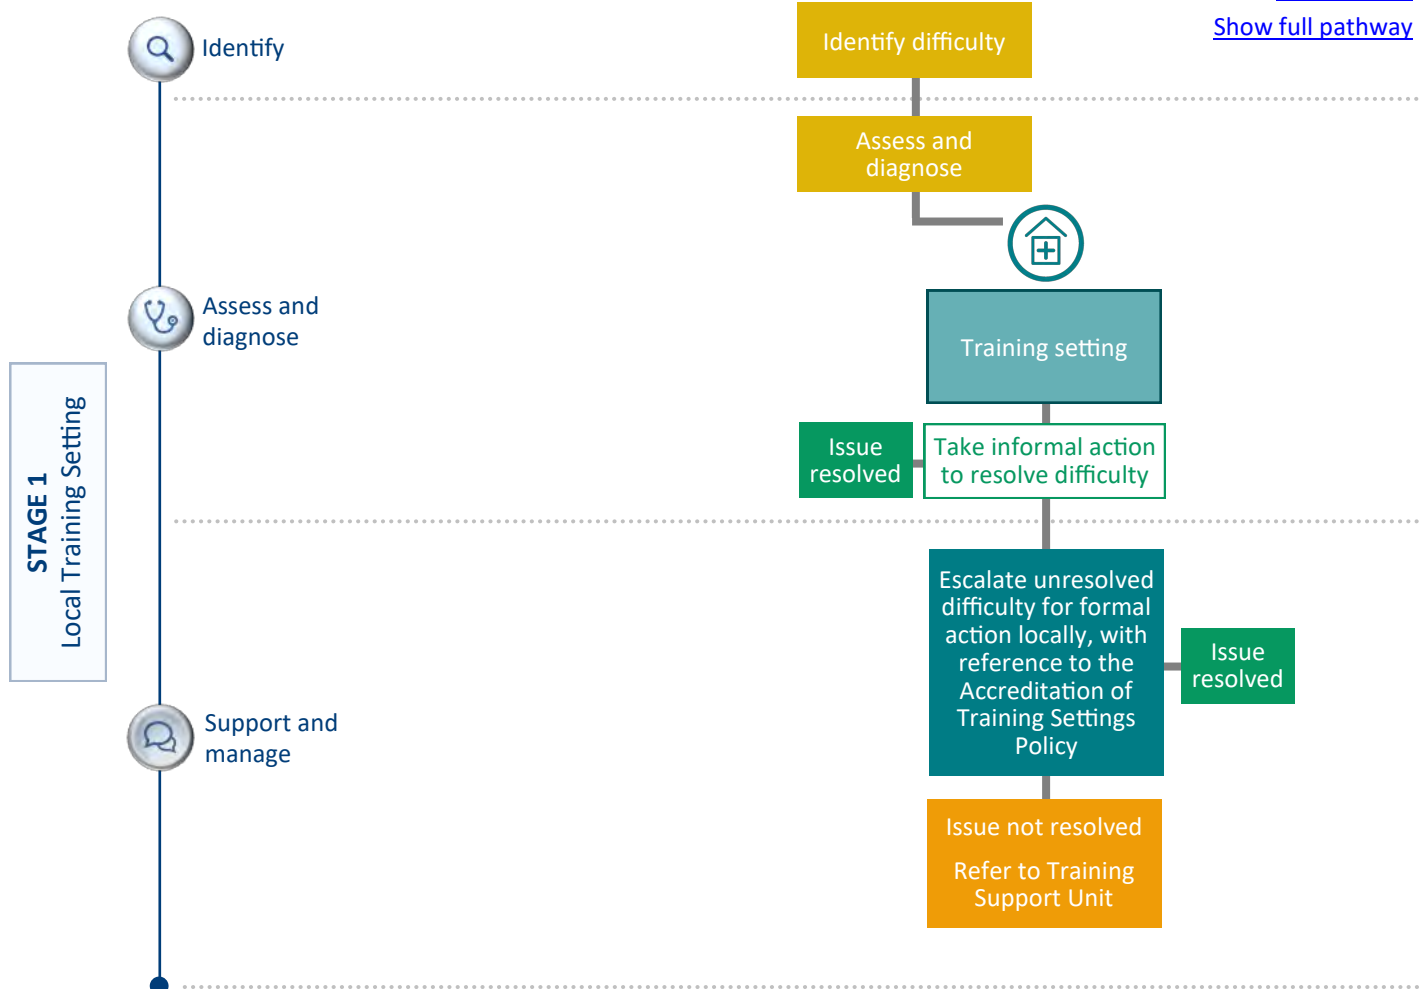 Show full pathway
Identify
Identify difficulty
Assess and
diagnose
Assess and
diagnose
Training setting
Issue
resolved
Take informal action
to resolve difficulty
STAGE 1
Local Training Setting
Escalate unresolved
difficulty for formal
action locally, with
reference to the
Accreditation of
Training Settings
Policy
Issue
resolved
Support and
manage
Issue not resolved
Refer to Training
Support Unit